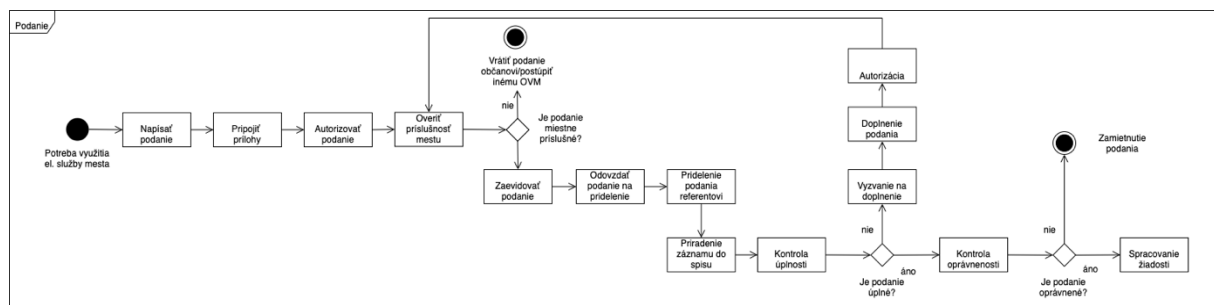 Podanie
Vrátiť podanie
občanovi/postúpiť
inému OVM
Autorizácia
nie
Napísať
podanie
Pripojiť
prílohy
Autorizovať
podanie
Overiť
príslušnosť
mestu
Je podanie
miestne
príslušné?
Doplnenie
podania
Zamietnutie
podania
Potreba využitia
el. služby mesta
Zaevidovať
podanie
Odovzdať
podanie na
pridelenie
Pridelenie
podania
referentovi
Vyzvanie na
doplnenie
nie
nie
Priradenie
záznamu do
spisu
Kontrola
úplnosti
áno
Je podanie
úplné?
Kontrola
oprávnenosti
áno
Je podanie
oprávnené?
Spracovanie
žiadosti